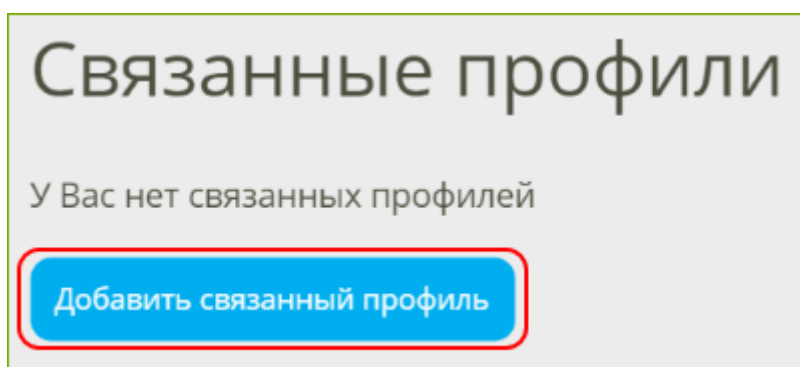 Связанные профили
У Вас нет связанных профилей
Добавить связанный профиль